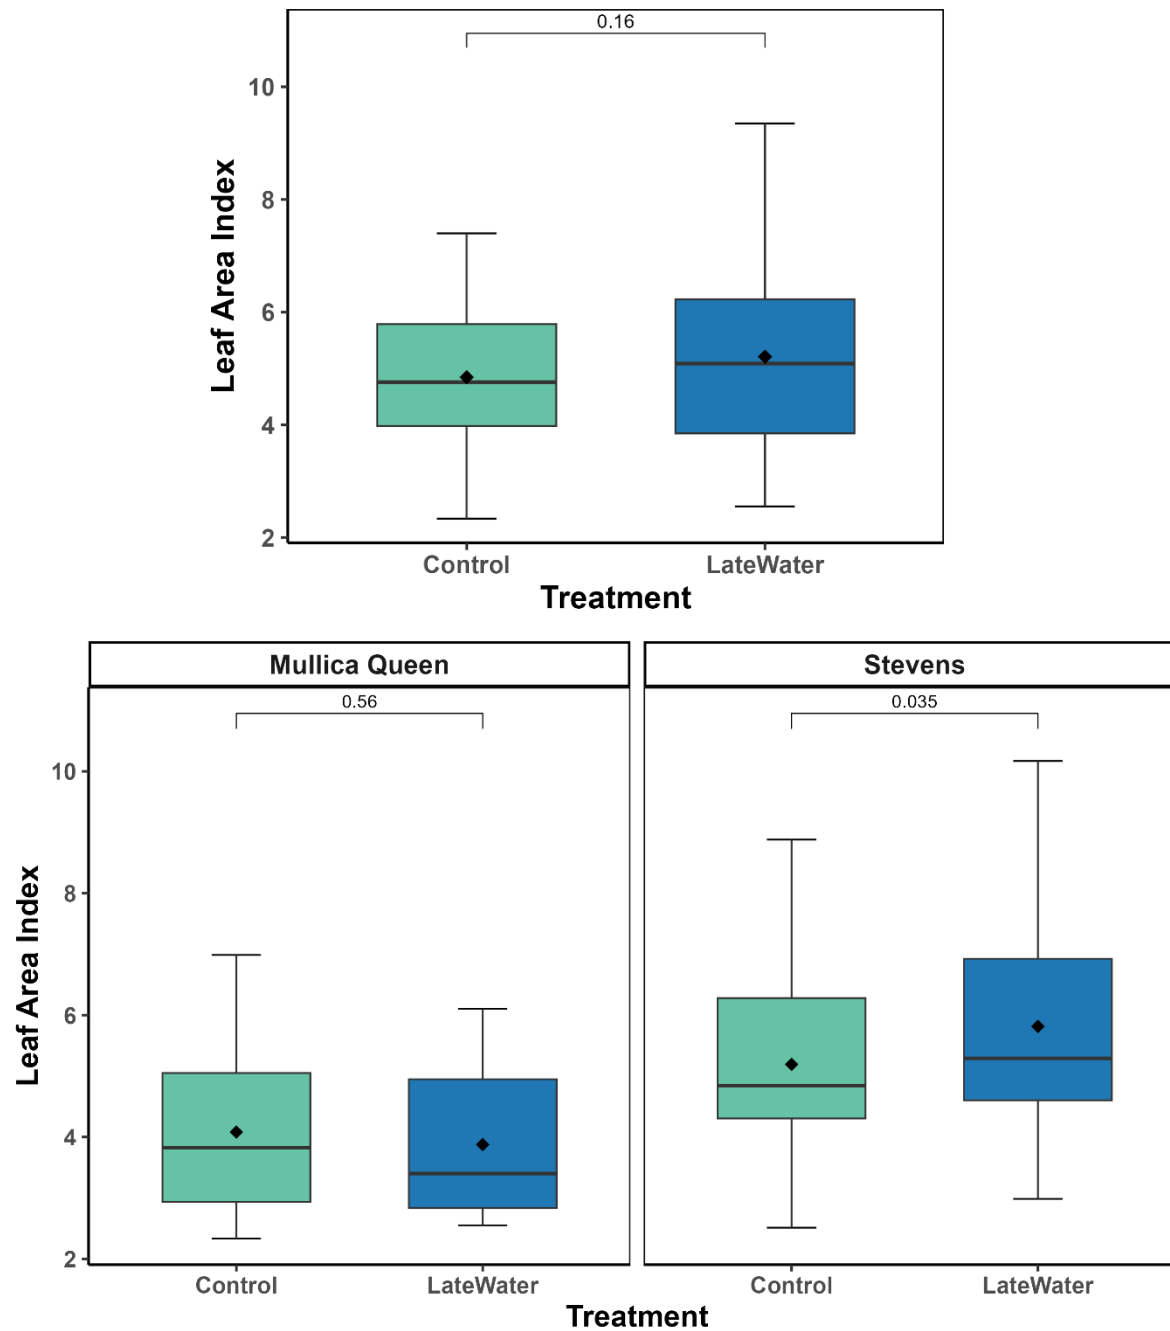 0.16
10
8
6
4
2
Leaf Area Index
Control LateWater
Treatment
Mullica Queen Stevens
0.56 0.035
10
8
6
4
2
Leaf Area Index
Control LateWater Control LateWater
Treatment